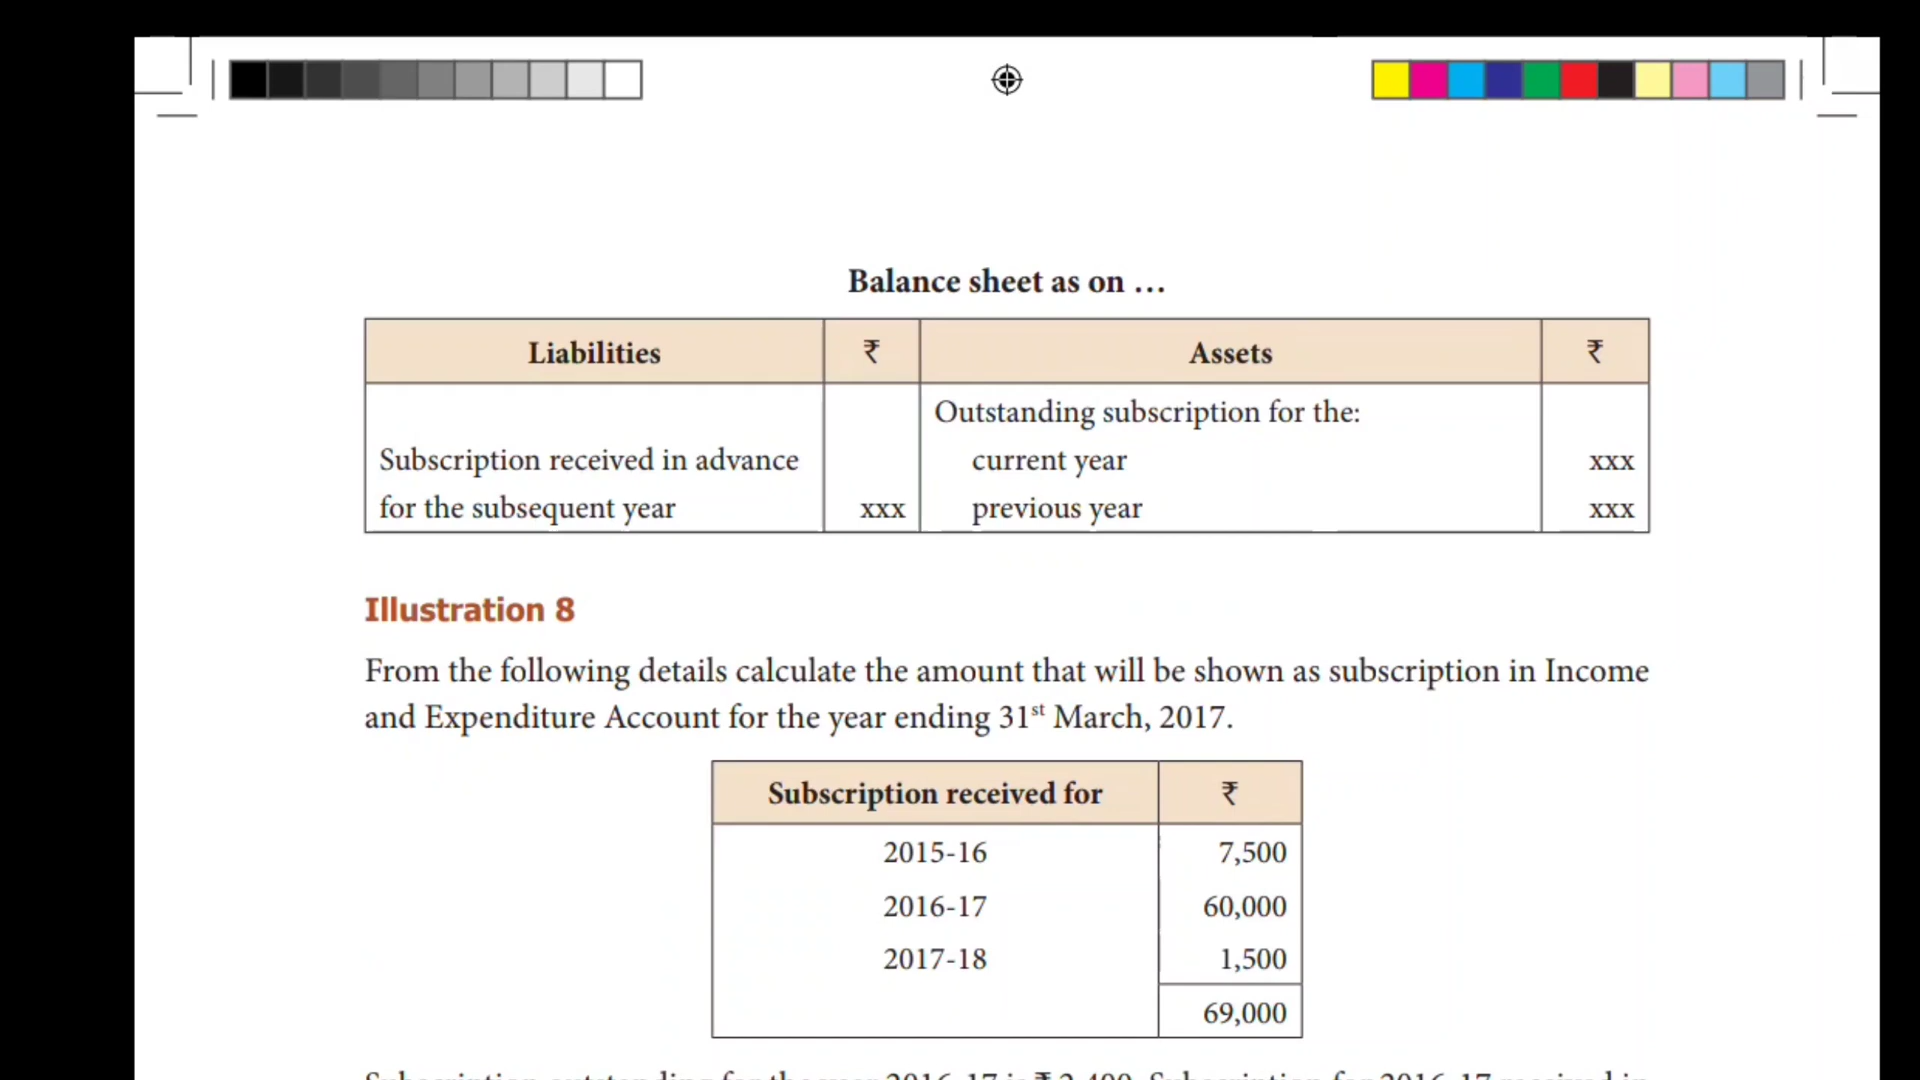 Balance sheet as on …
Liabilities ₹ Assets ₹
Outstanding subscription for the:
Subscription received in advance current year xxx
for the subsequent year xxx previous year xxx
Illustration 8
From the following details calculate the amount that will be shown as subscription in Income
and Expenditure Account for the year ending 31st March, 2017.
Subscription received for ₹
2015-16 7,500
2016-17 60,000
2017-18 1,500
69,000